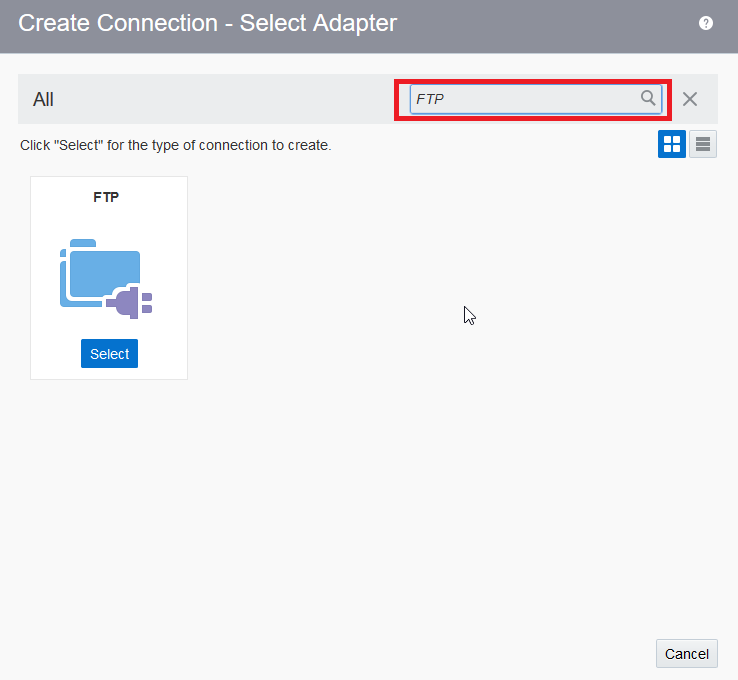 Create Connection - Select Adapter
All
FTP
Click "Select" for the type of connection to create.
FTP
Select
Cancel